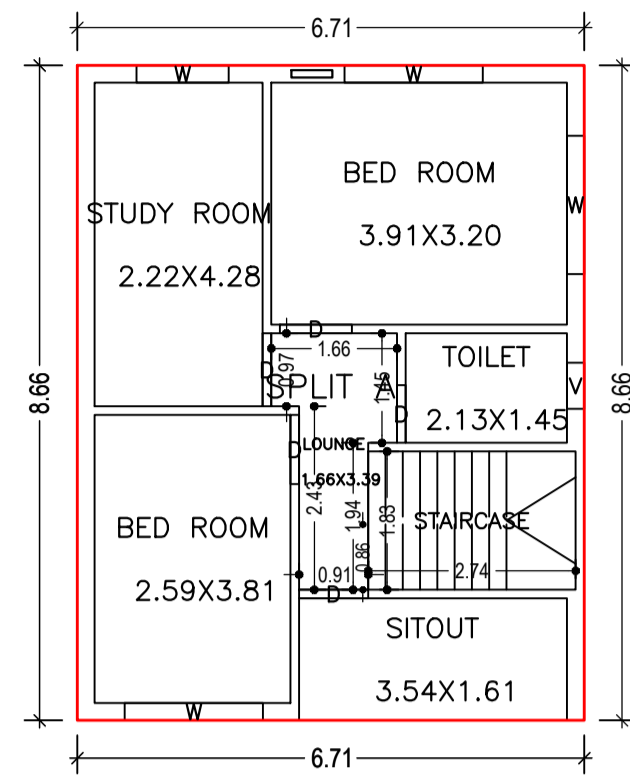 6.71
W
W
BED ROOM
3.91X3.20
STUDY ROOM
2.22X4.28
W
8.66
8.66
D
1.66
0.97
D
SPLIT A
1.45
D
TOILET
2.13X1.45
V
LOUNGE
D
1.66X3.39
2.43
1.94
0.86
1.83
STAIRCASE
BED ROOM
2.59X3.81
0.91
2.74
D
SITOUT
3.54X1.61
W
6.71